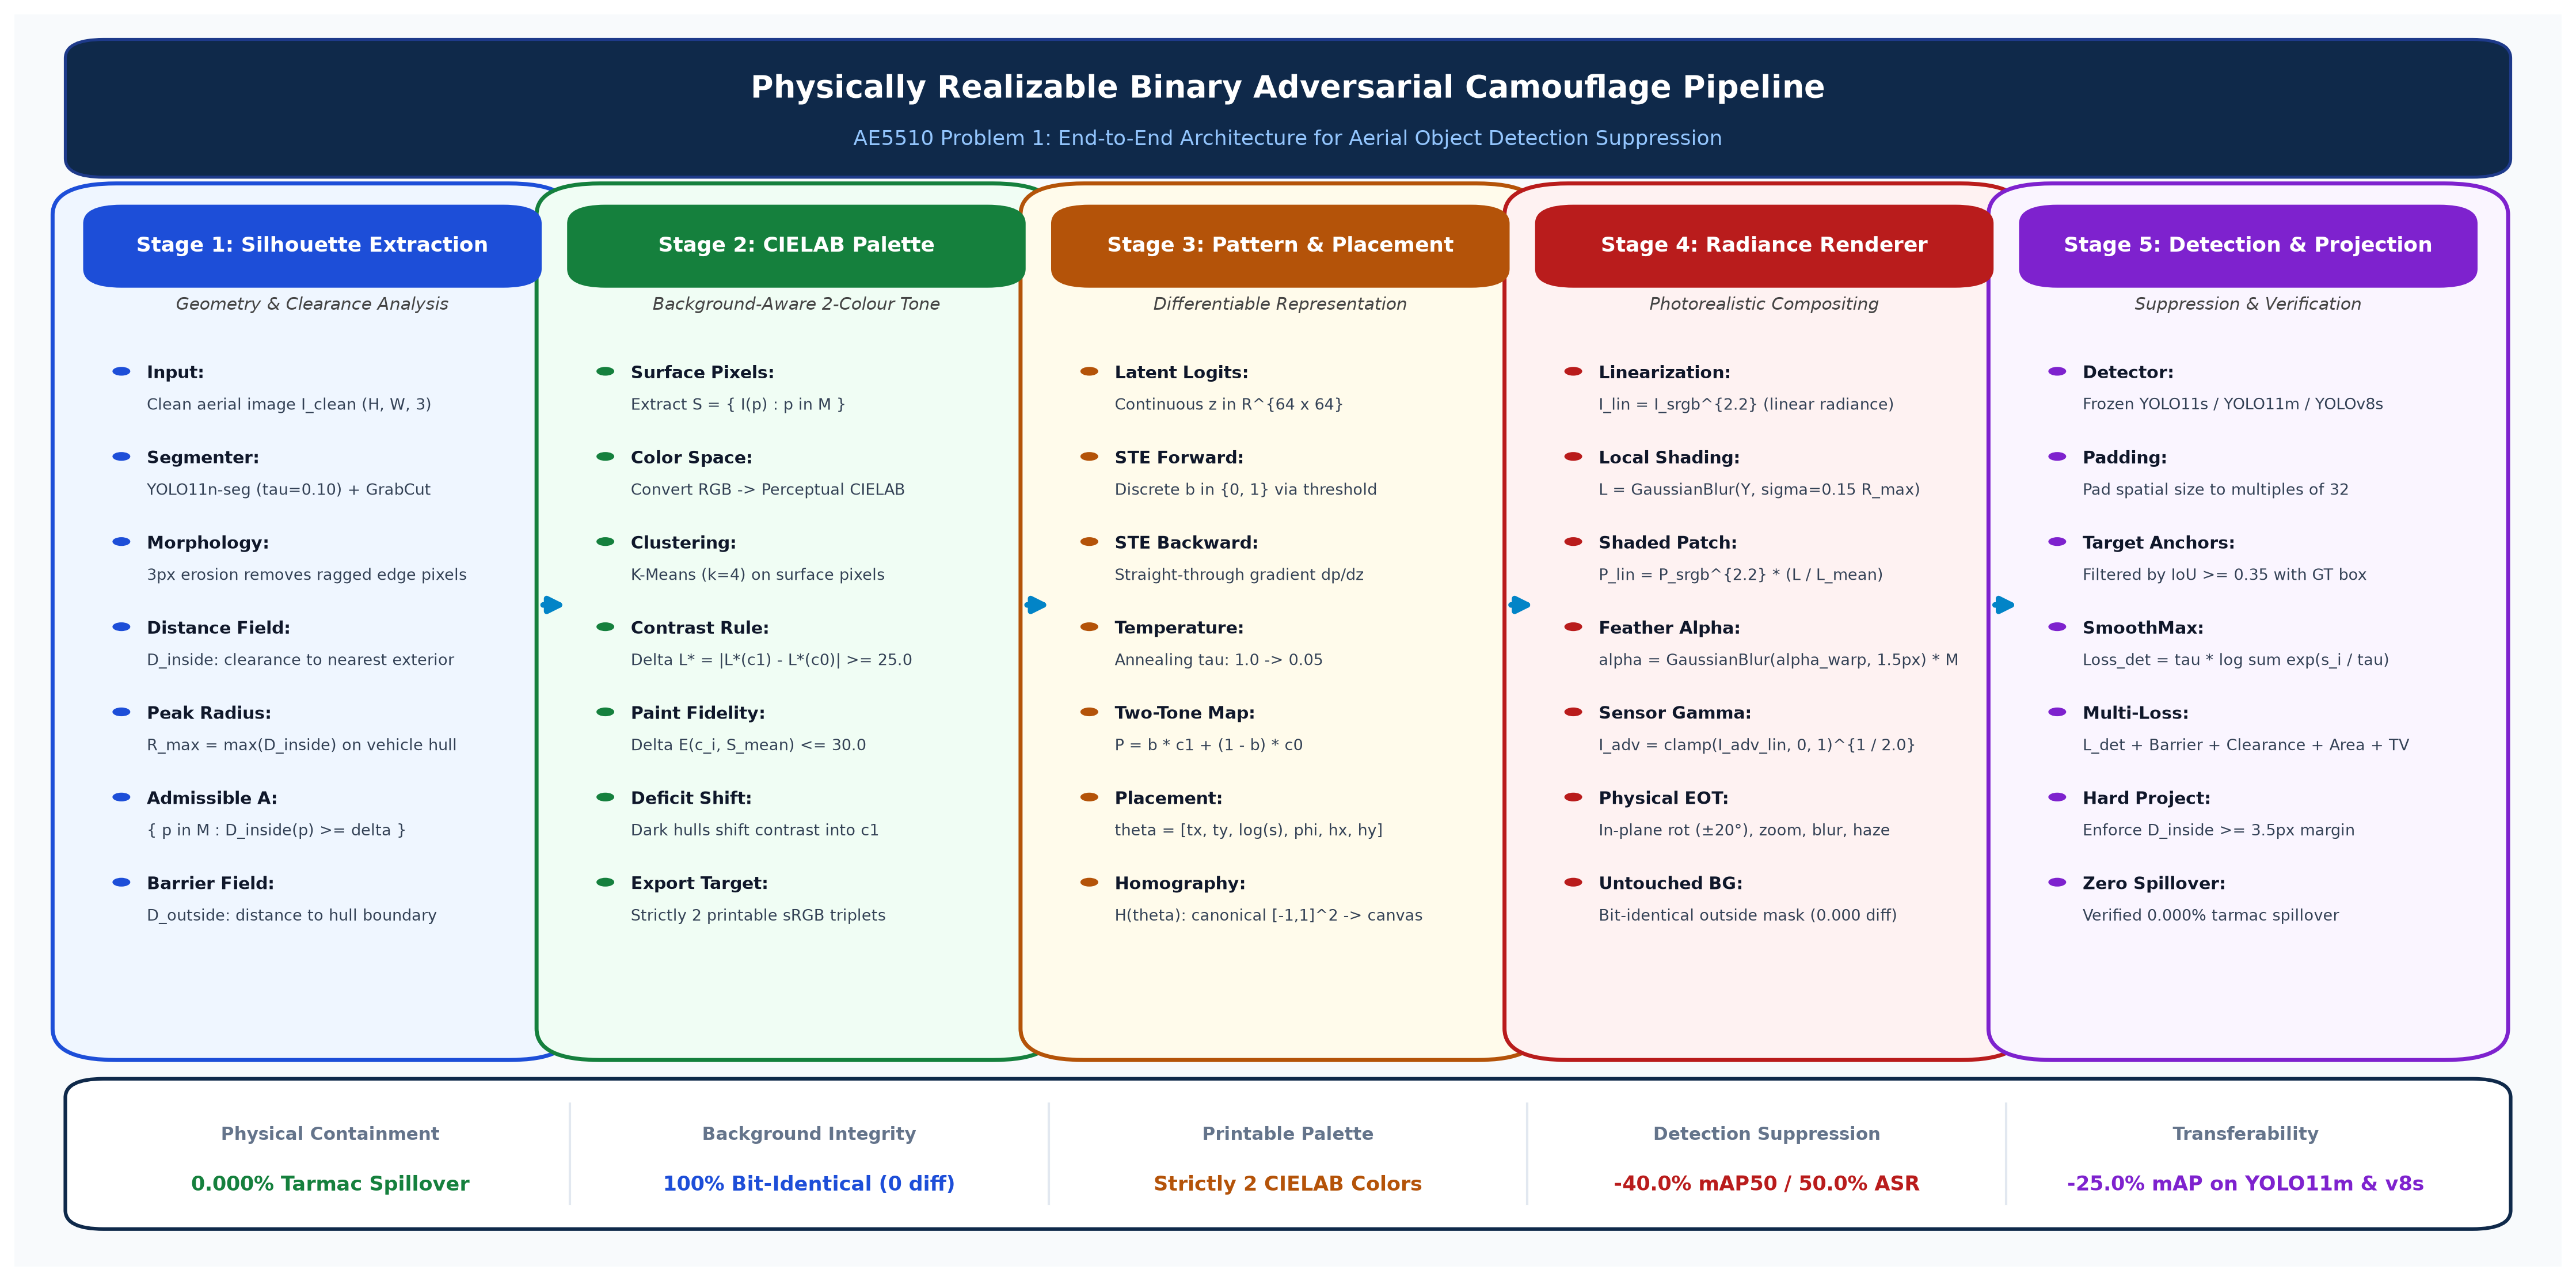 Physically Realizable Binary Adversarial Camouflage Pipeline
AE5510 Problem 1: End-to-End Architecture for Aerial Object Detection Suppression
Stage 1: Silhouette Extraction
Geometry & Clearance Analysis
Input:
Clean aerial image I_clean (H, W, 3)
Segmenter:
YOLO11n-seg (tau=0.10) + GrabCut
Morphology:
3px erosion removes ragged edge pixels
Distance Field:
D_inside: clearance to nearest exterior
Peak Radius:
R_max = max(D_inside) on vehicle hull
Admissible A:
{ p in M : D_inside(p) >= delta }
Barrier Field:
D_outside: distance to hull boundary
Stage 2: CIELAB Palette
Background-Aware 2-Colour Tone
Surface Pixels:
Extract S = { I(p) : p in M }
Color Space:
Convert RGB -> Perceptual CIELAB
Clustering:
K-Means (k=4) on surface pixels
Contrast Rule:
Delta L* = |L*(c1) - L*(c0)| >= 25.0
Paint Fidelity:
Delta E(c_i, S_mean) <= 30.0
Deficit Shift:
Dark hulls shift contrast into c1
Export Target:
Strictly 2 printable sRGB triplets
Stage 3: Pattern & Placement
Differentiable Representation
Latent Logits:
Continuous z in R^{64 x 64}
STE Forward:
Discrete b in {0, 1} via threshold
STE Backward:
Straight-through gradient dp/dz
Temperature:
Annealing tau: 1.0 -> 0.05
Two-Tone Map:
P = b * c1 + (1 - b) * c0
Placement:
theta = [tx, ty, log(s), phi, hx, hy]
Homography:
H(theta): canonical [-1,1]^2 -> canvas
Stage 4: Radiance Renderer
Photorealistic Compositing
Linearization:
I_lin = I_srgb^{2.2} (linear radiance)
Local Shading:
L = GaussianBlur(Y, sigma=0.15 R_max)
Shaded Patch:
P_lin = P_srgb^{2.2} * (L / L_mean)
Feather Alpha:
alpha = GaussianBlur(alpha_warp, 1.5px) * M
Sensor Gamma:
I_adv = clamp(I_adv_lin, 0, 1)^{1 / 2.0}
Physical EOT:
In-plane rot (±20°), zoom, blur, haze
Untouched BG:
Bit-identical outside mask (0.000 diff)
Stage 5: Detection & Projection
Suppression & Verification
Detector:
Frozen YOLO11s / YOLO11m / YOLOv8s
Padding:
Pad spatial size to multiples of 32
Target Anchors:
Filtered by IoU >= 0.35 with GT box
SmoothMax:
Loss_det = tau * log sum exp(s_i / tau)
Multi-Loss:
L_det + Barrier + Clearance + Area + TV
Hard Project:
Enforce D_inside >= 3.5px margin
Zero Spillover:
Verified 0.000% tarmac spillover
Physical Containment
0.000% Tarmac Spillover
Background Integrity
100% Bit-Identical (0 diff)
Printable Palette
Strictly 2 CIELAB Colors
Detection Suppression
-40.0% mAP50 / 50.0% ASR
Transferability
-25.0% mAP on YOLO11m & v8s